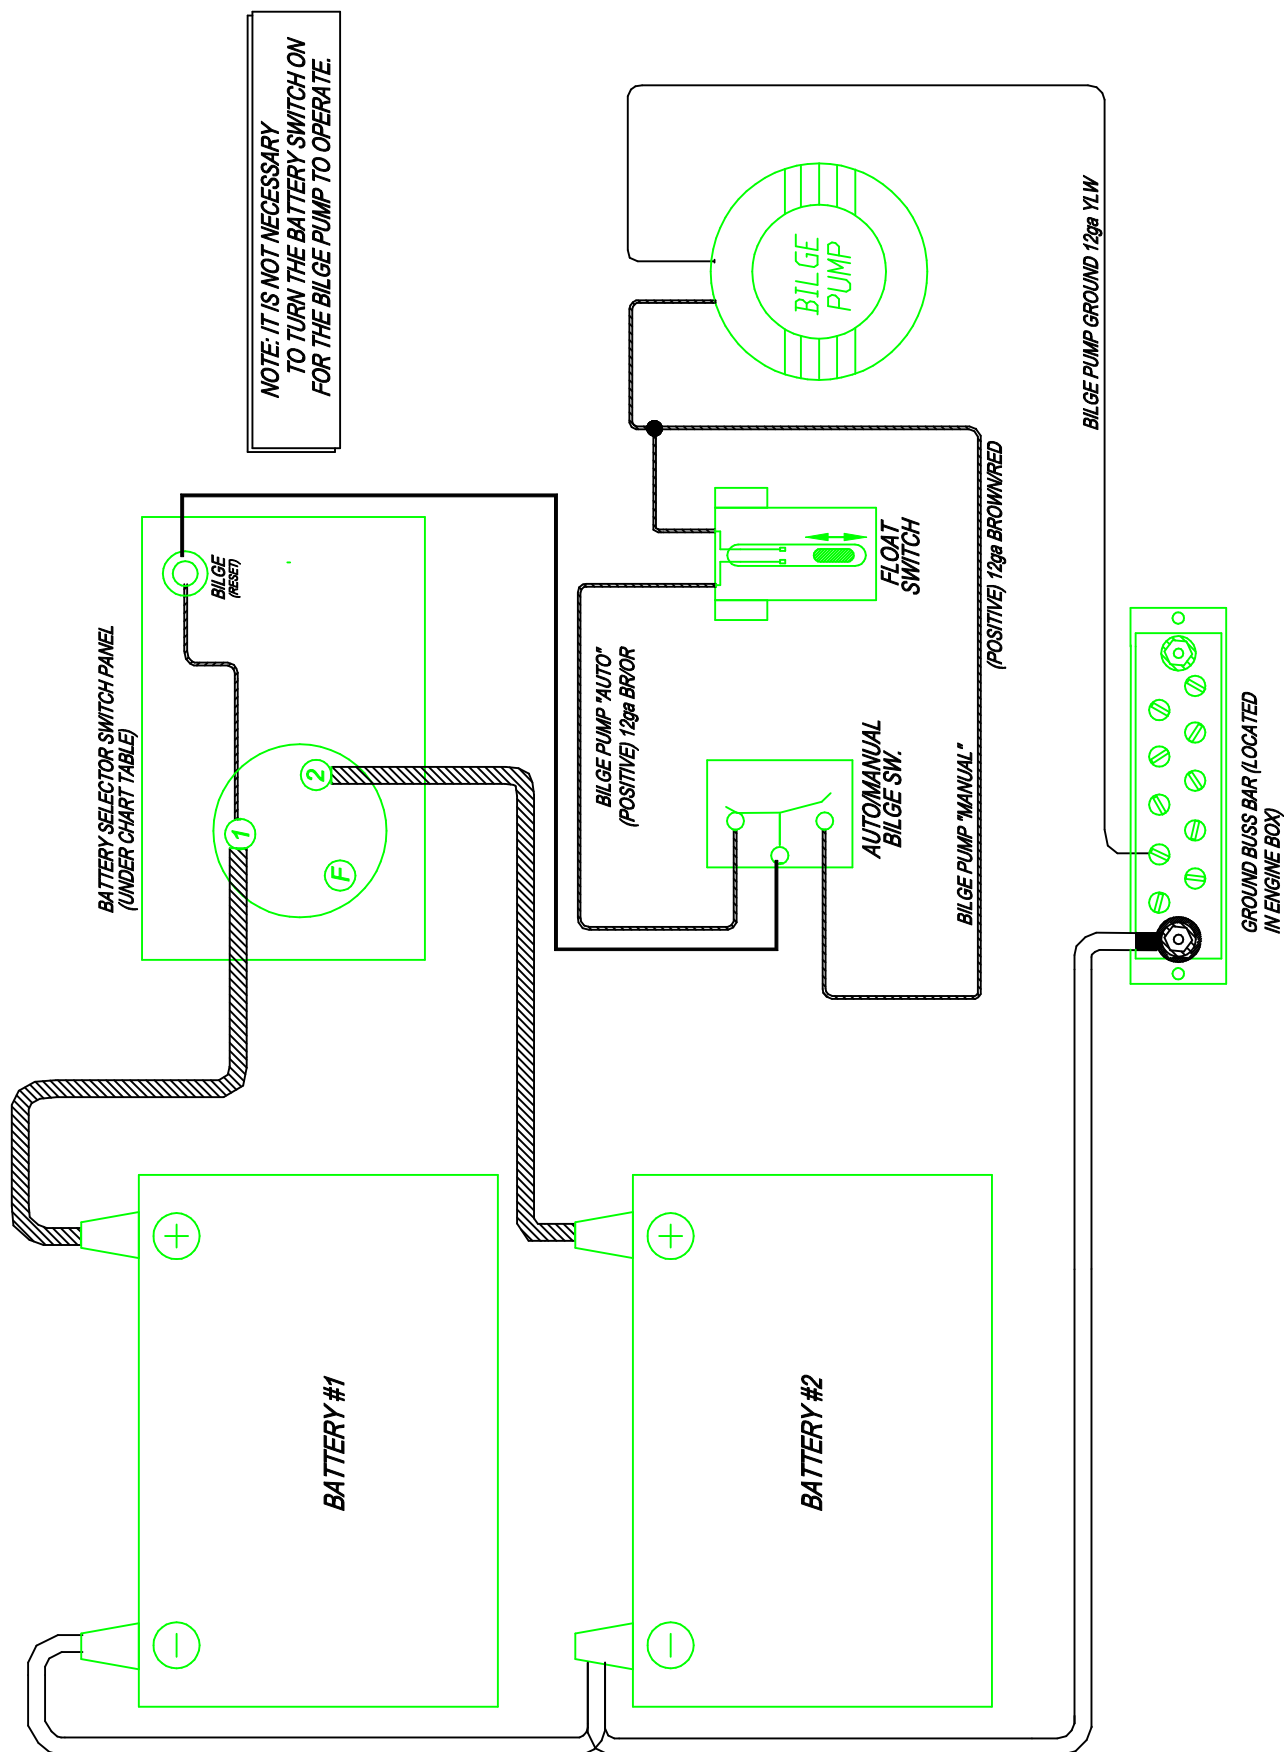 NOTE: IT IS NOT NECESSARY
TO TURN THE BATTERY SWITCH ON
FOR THE BILGE PUMP TO OPERATE.
BATTERY SELECTOR SWITCH PANEL
(UNDER CHART TABLE)
BILGE
(RESET)
1
2
F
BILGE
PUMP
BILGE PUMP GROUND 12ga YLW
FLOAT
SWITCH
(POSITIVE) 12ga BROWN/RED
BILGE PUMP "MANUAL"
BILGE PUMP "AUTO"
(POSITIVE) 12ga BR/OR
AUTO/MANUAL
BILGE SW.
GROUND BUSS BAR (LOCATED
IN ENGINE BOX)
+
BATTERY #1
−
+
BATTERY #2
−